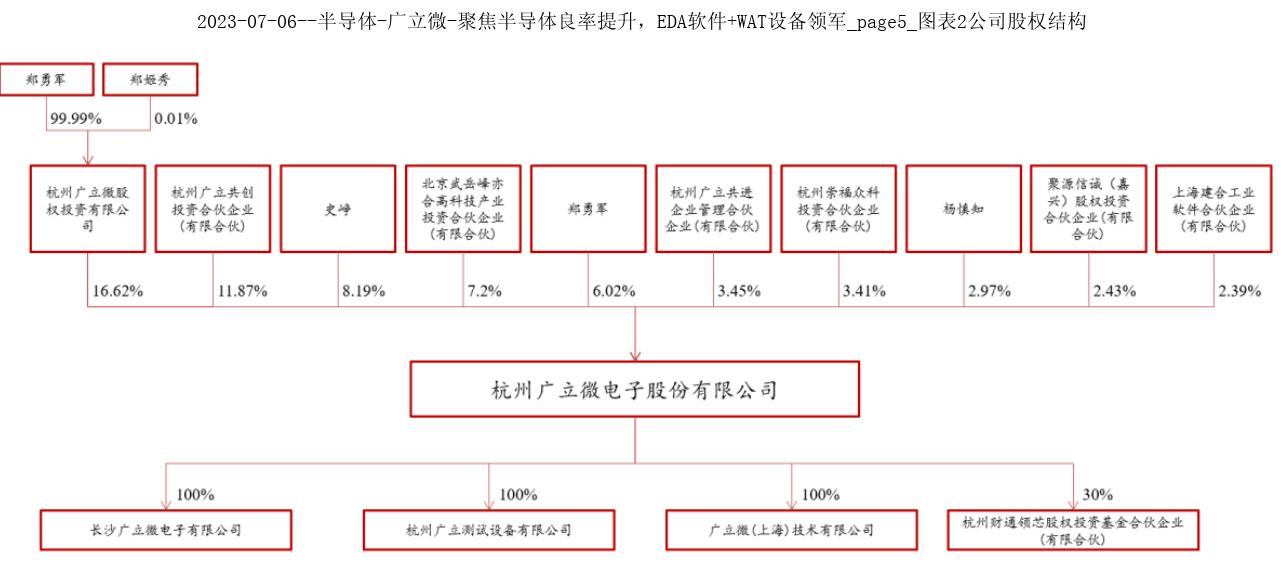 2023-07-06--半导体-广立微-聚焦半导体良率提升，EDA软件+WAT设备领军_page5_图表2公司股权结构
郑勇军
郑姬秀
99.99%
0.01%
杭州广立微股
权投资有限公
司
杭州广立共创
投资合伙企业
(有限合伙)
史峥
北京武岳峰亦
合高科技产业
投资合伙企业
(有限合伙)
郑勇军
杭州广立共进
企业管理合伙
企业(有限合伙)
杭州崇福众科
投资合伙企业
(有限合伙)
杨慎知
聚源信诚（嘉
兴）股权投资
合伙企业(有限
合伙)
上海建合工业
软件合伙企业
(有限合伙)
16.62%
11.87%
8.19%
7.2%
6.02%
3.45%
3.41%
2.97%
2.43%
2.39%
杭州广立微电子股份有限公司
100%
100%
100%
30%
长沙广立微电子有限公司
杭州广立测试设备有限公司
广立微(上海)技术有限公司
杭州财通领芯股权投资基金合伙企业
(有限合伙)